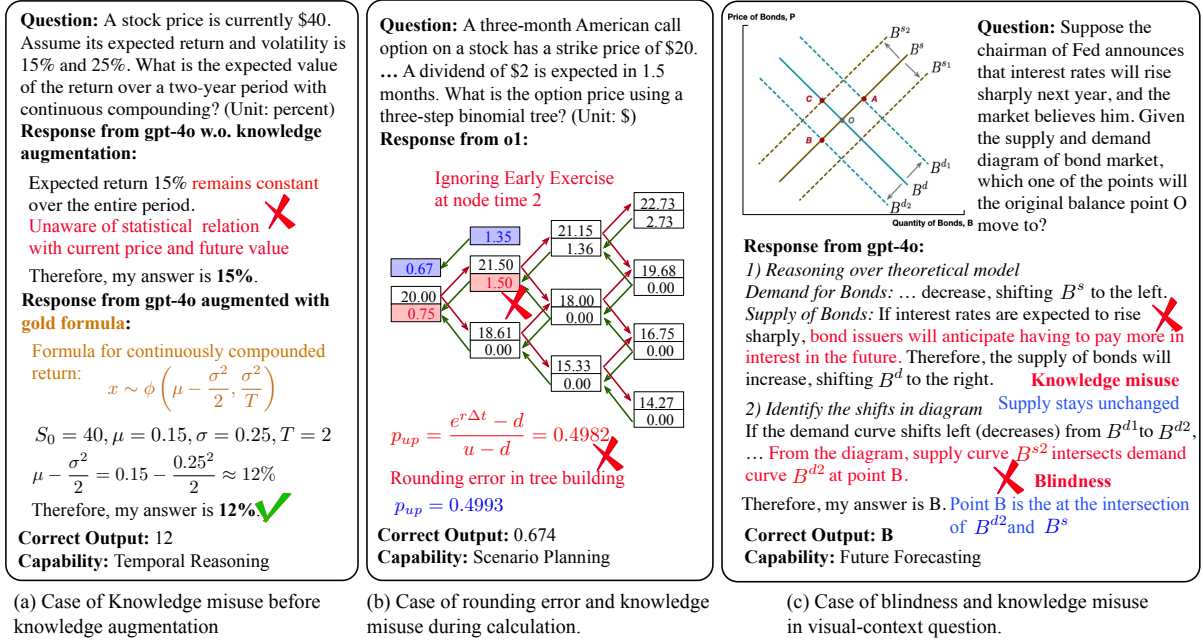 Question: A stock price is currently $40.
Assume its expected return and volatility is
15% and 25%. What is the expected value
of the return over a two-year period with
continuous compounding? (Unit: percent)
Response from gpt-4o w.o. knowledge
augmentation:
Expected return 15% remains constant
over the entire period.
Unaware of statistical relation
with current price and future value
Therefore, my answer is 15%.
Response from gpt-4o augmented with
gold formula:
Formula for continuously compounded
return:
x ∼ ϕ(μ − σ²/2, σ²/T)
S₀ = 40, μ = 0.15, σ = 0.25, T = 2
μ − σ²/2 = 0.15 − 0.25²/2 ≈ 12%
Therefore, my answer is 12%.
Correct Output: 12
Capability: Temporal Reasoning
(a) Case of Knowledge misuse before
knowledge augmentation
Question: A three-month American call
option on a stock has a strike price of $20.
... A dividend of $2 is expected in 1.5
months. What is the option price using a
three-step binomial tree? (Unit: $)
Response from o1:
Ignoring Early Exercise
at node time 2
0.67
20.00
0.75
1.35
21.50
1.50
18.61
0.00
21.15
1.36
18.00
0.00
15.33
0.00
22.73
2.73
19.68
0.00
16.75
0.00
14.27
0.00
p_up = (e^{rΔt} − d)/(u − d) = 0.4982
Rounding error in tree building
p_up = 0.4993
Correct Output: 0.674
Capability: Scenario Planning
(b) Case of rounding error and knowledge
misuse during calculation.
Price of Bonds, P
B^{s_2}
B^s
B^{s_1}
C
A
O
B
B^{d_1}
B^d
B^{d_2}
Quantity of Bonds, B
Question: Suppose the
chairman of Fed announces
that interest rates will rise
sharply next year, and the
market believes him. Given
the supply and demand
diagram of bond market,
which one of the points will
the original balance point O
move to?
Response from gpt-4o:
1) Reasoning over theoretical model
Demand for Bonds: ... decrease, shifting B^s to the left.
Supply of Bonds: If interest rates are expected to rise
sharply, bond issuers will anticipate having to pay more in
interest in the future. Therefore, the supply of bonds will
increase, shifting B^d to the right.
Knowledge misuse
2) Identify the shifts in diagram
Supply stays unchanged
If the demand curve shifts left (decreases) from B^{d1} to B^{d2},
... From the diagram, supply curve B^{s2} intersects demand
curve B^{d2} at point B.
Blindness
Therefore, my answer is B.
Point B is the at the intersection
of B^{d2} and B^s
Correct Output: B
Capability: Future Forecasting
(c) Case of blindness and knowledge misuse
in visual-context question.